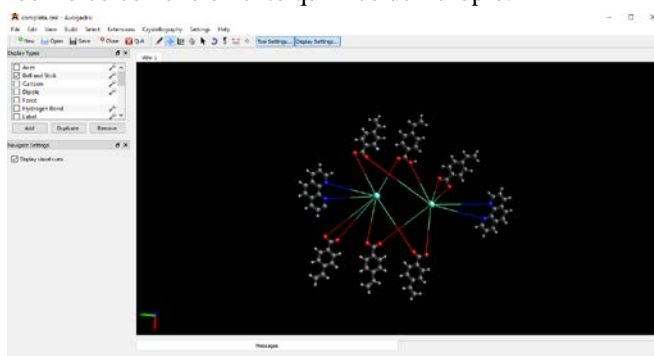 completa.cml - Avogadro
File Edit View Build Select Extensions Crystallography Settings Help
New Open Save Close Quit Tool Settings... Display Settings...
Display Types
View 1
Axes
Ball and Stick
Cartoon
Dipole
Force
Hydrogen Bond
Label
Add Duplicate Remove
Navigate Settings
Display visual cues
Messages